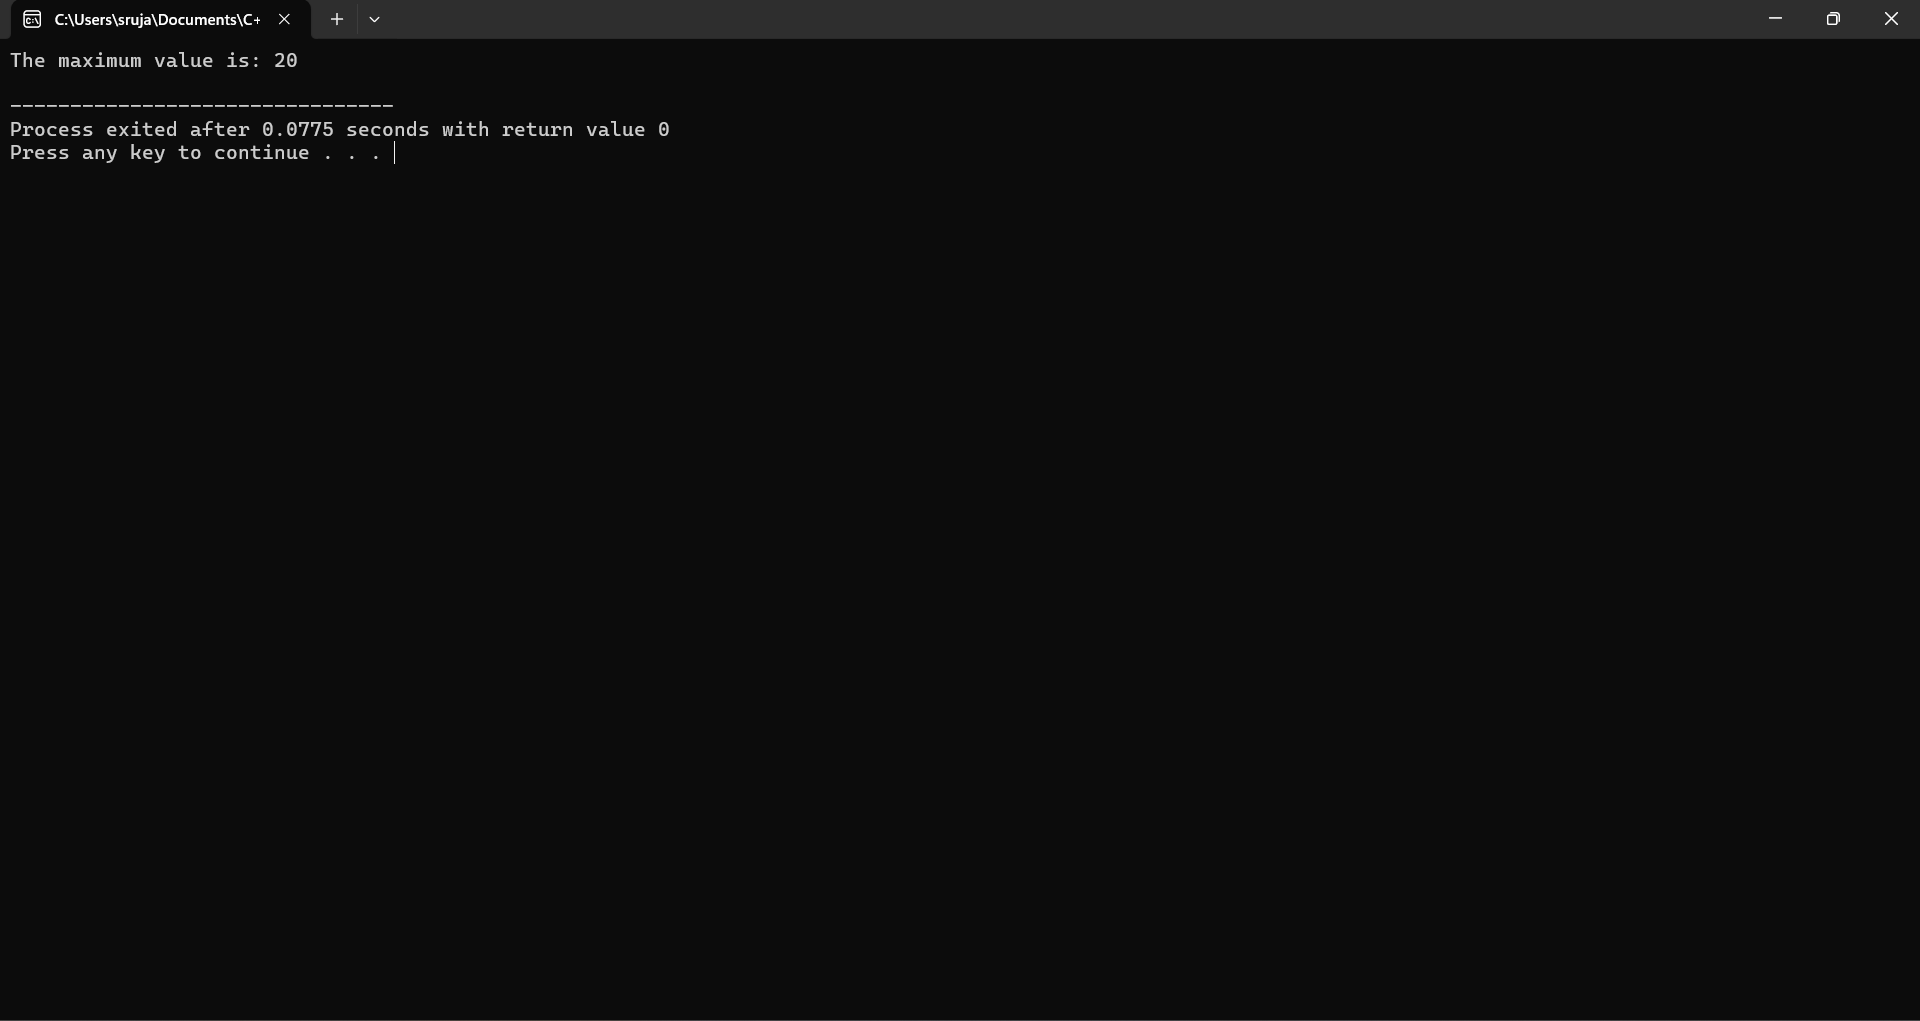 C:\Users\sruja\Documents\C+
The maximum value is: 20
--------------------------------
Process exited after 0.0775 seconds with return value 0
Press any key to continue . . .